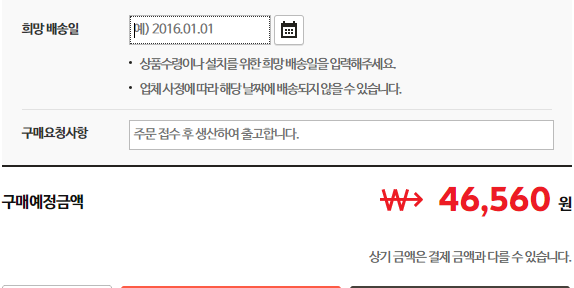 희망 배송일
예) 2016.01.01
상품수령이나 설치를 위한 희망 배송일을 입력해주세요.
업체 사정에 따라 해당 날짜에 배송되지 않을 수 있습니다.
구매요청사항
주문 접수 후 생산하여 출고합니다.
구매예정금액
₩→ 46,560 원
상기 금액은 결제 금액과 다를 수 있습니다.